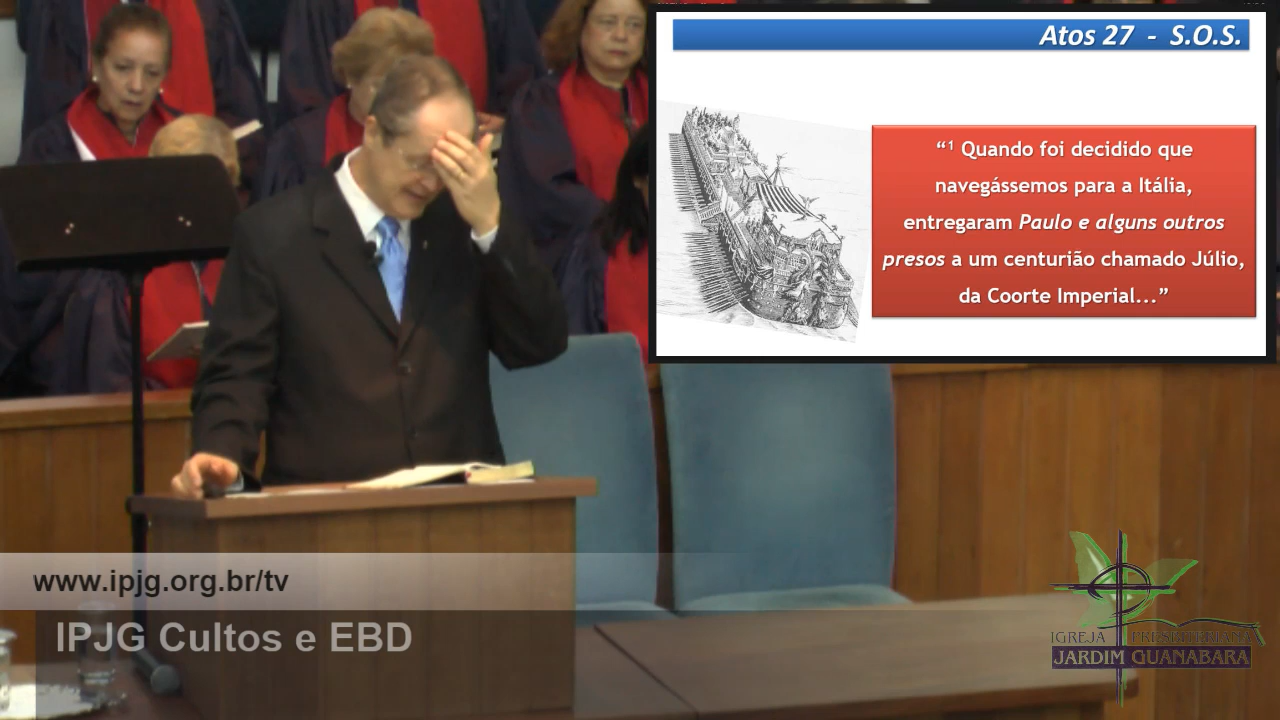 Atos 27 - S.O.S.
“¹ Quando foi decidido que
navegássemos para a Itália,
entregaram Paulo e alguns outros
presos a um centurião chamado Júlio,
da Coorte Imperial...”
www.ipjg.org.br/tv
IPJG Cultos e EBD
IGREJA PRESBITERIANA
JARDIM GUANABARA